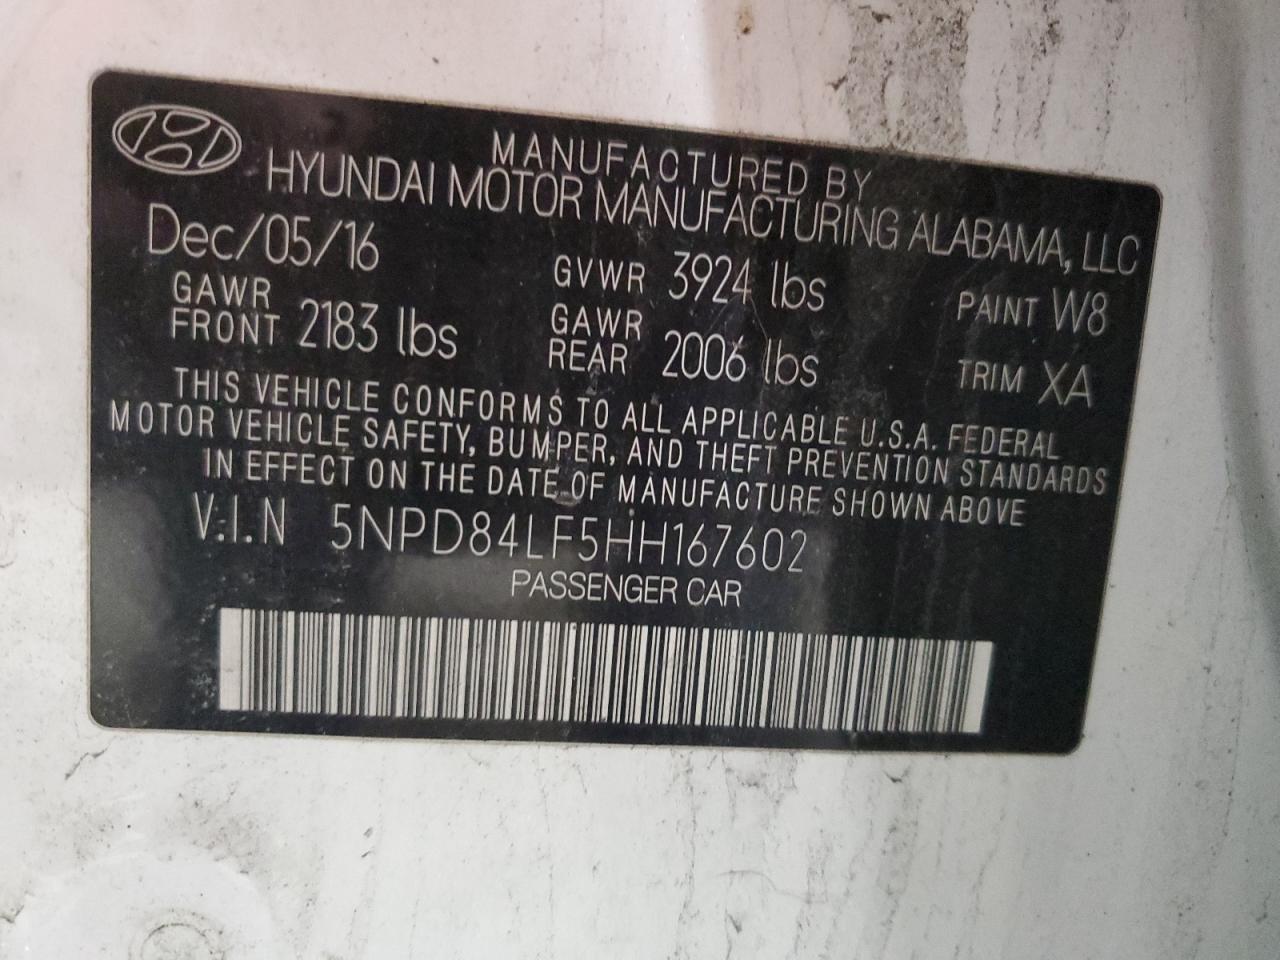 MANUFACTURED BY
HYUNDAI MOTOR MANUFACTURING ALABAMA, LLC
Dec/05/16 GVWR 3924 lbs PAINT W8
GAWR FRONT 2183 lbs GAWR REAR 2006 lbs TRIM XA
THIS VEHICLE CONFORMS TO ALL APPLICABLE U.S.A. FEDERAL
MOTOR VEHICLE SAFETY, BUMPER, AND THEFT PREVENTION STANDARDS
IN EFFECT ON THE DATE OF MANUFACTURE SHOWN ABOVE
V.I.N 5NPD84LF5HH167602
PASSENGER CAR